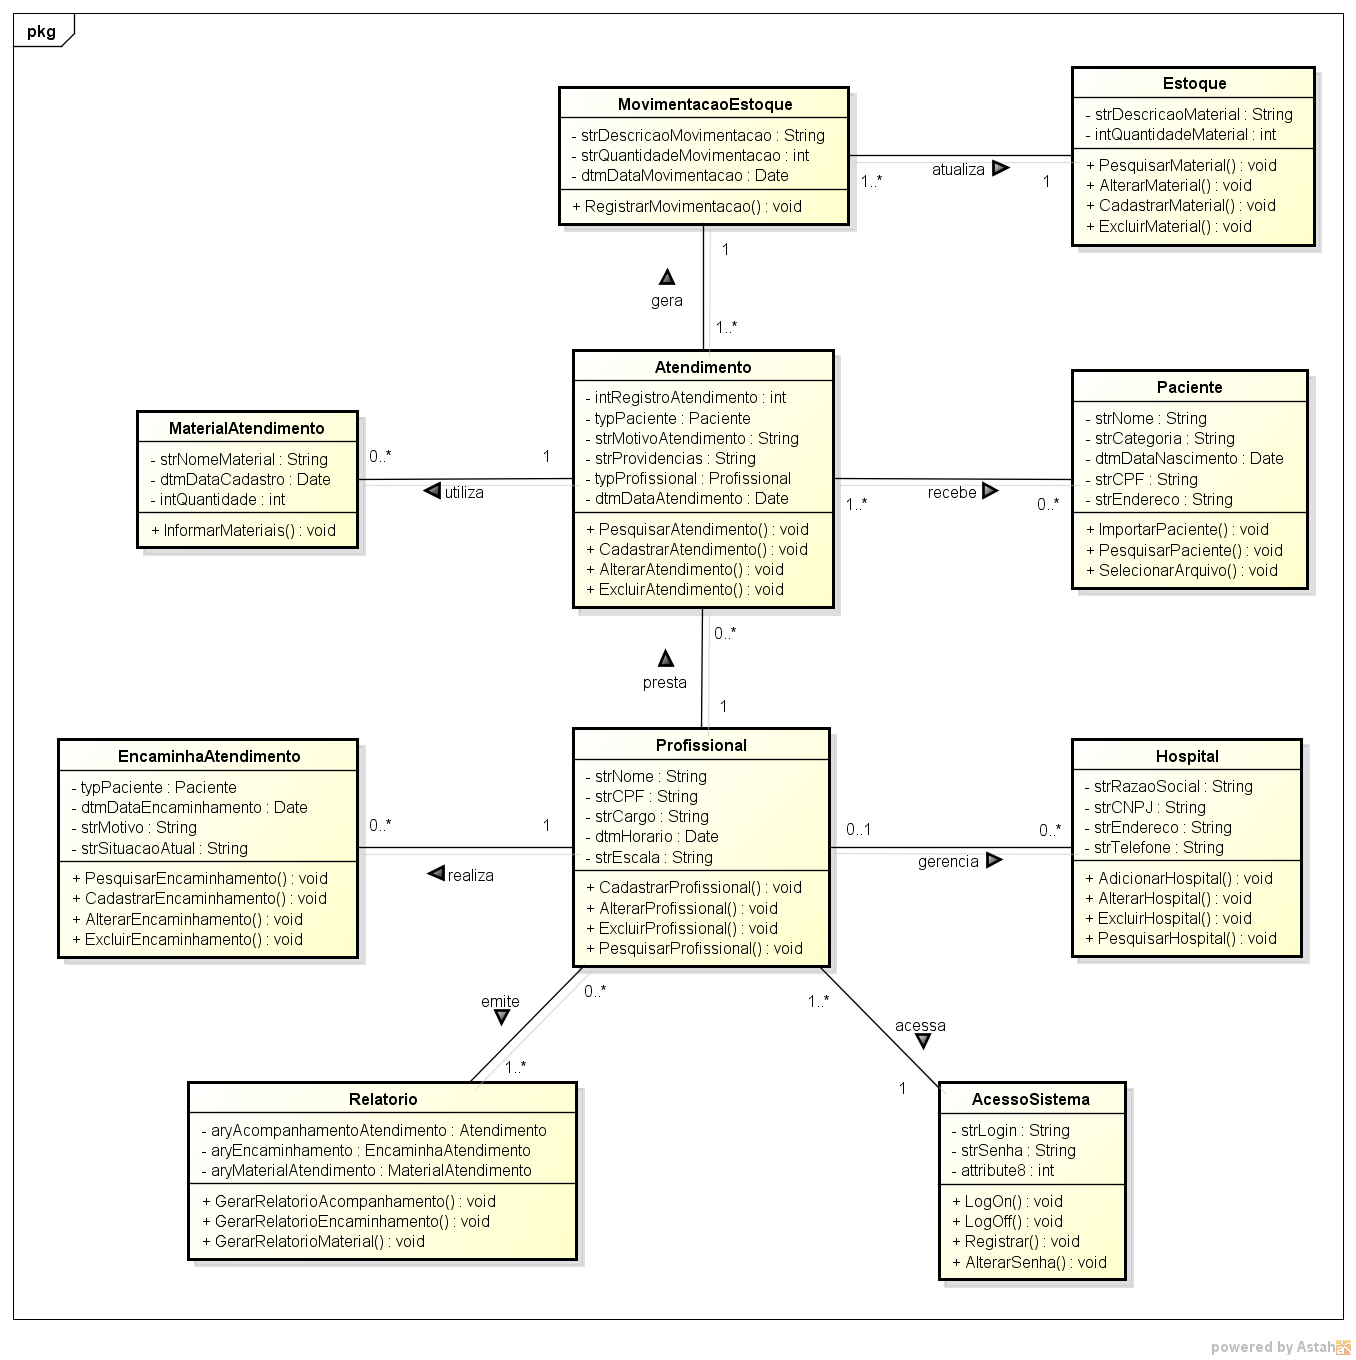 pkg
MovimentacaoEstoque
- strDescricaoMovimentacao : String
- strQuantidadeMovimentacao : int
- dtmDataMovimentacao : Date
+ RegistrarMovimentacao() : void
Estoque
- strDescricaoMaterial : String
- intQuantidadeMaterial : int
+ PesquisarMaterial() : void
+ AlterarMaterial() : void
+ CadastrarMaterial() : void
+ ExcluirMaterial() : void
atualiza
1..*
1
1
gera
1..*
Atendimento
- intRegistroAtendimento : int
- typPaciente : Paciente
- strMotivoAtendimento : String
- strProvidencias : String
- typProfissional : Profissional
- dtmDataAtendimento : Date
+ PesquisarAtendimento() : void
+ CadastrarAtendimento() : void
+ AlterarAtendimento() : void
+ ExcluirAtendimento() : void
MaterialAtendimento
- strNomeMaterial : String
- dtmDataCadastro : Date
- intQuantidade : int
+ InformarMateriais() : void
0..*
1
utiliza
Paciente
- strNome : String
- strCategoria : String
- dtmDataNascimento : Date
- strCPF : String
- strEndereco : String
+ ImportarPaciente() : void
+ PesquisarPaciente() : void
+ SelecionarArquivo() : void
recebe
1..*
0..*
0..*
presta
1
EncaminhaAtendimento
- typPaciente : Paciente
- dtmDataEncaminhamento : Date
- strMotivo : String
- strSituacaoAtual : String
+ PesquisarEncaminhamento() : void
+ CadastrarEncaminhamento() : void
+ AlterarEncaminhamento() : void
+ ExcluirEncaminhamento() : void
0..*
1
realiza
Profissional
- strNome : String
- strCPF : String
- strCargo : String
- dtmHorario : Date
- strEscala : String
+ CadastrarProfissional() : void
+ AlterarProfissional() : void
+ ExcluirProfissional() : void
+ PesquisarProfissional() : void
0..1
0..*
gerencia
Hospital
- strRazaoSocial : String
- strCNPJ : String
- strEndereco : String
- strTelefone : String
+ AdicionarHospital() : void
+ AlterarHospital() : void
+ ExcluirHospital() : void
+ PesquisarHospital() : void
emite
0..*
1..*
1..*
acessa
1
Relatorio
- aryAcompanhamentoAtendimento : Atendimento
- aryEncaminhamento : EncaminhaAtendimento
- aryMaterialAtendimento : MaterialAtendimento
+ GerarRelatorioAcompanhamento() : void
+ GerarRelatorioEncaminhamento() : void
+ GerarRelatorioMaterial() : void
AcessoSistema
- strLogin : String
- strSenha : String
- attribute8 : int
+ LogOn() : void
+ LogOff() : void
+ Registrar() : void
+ AlterarSenha() : void
powered by Astah